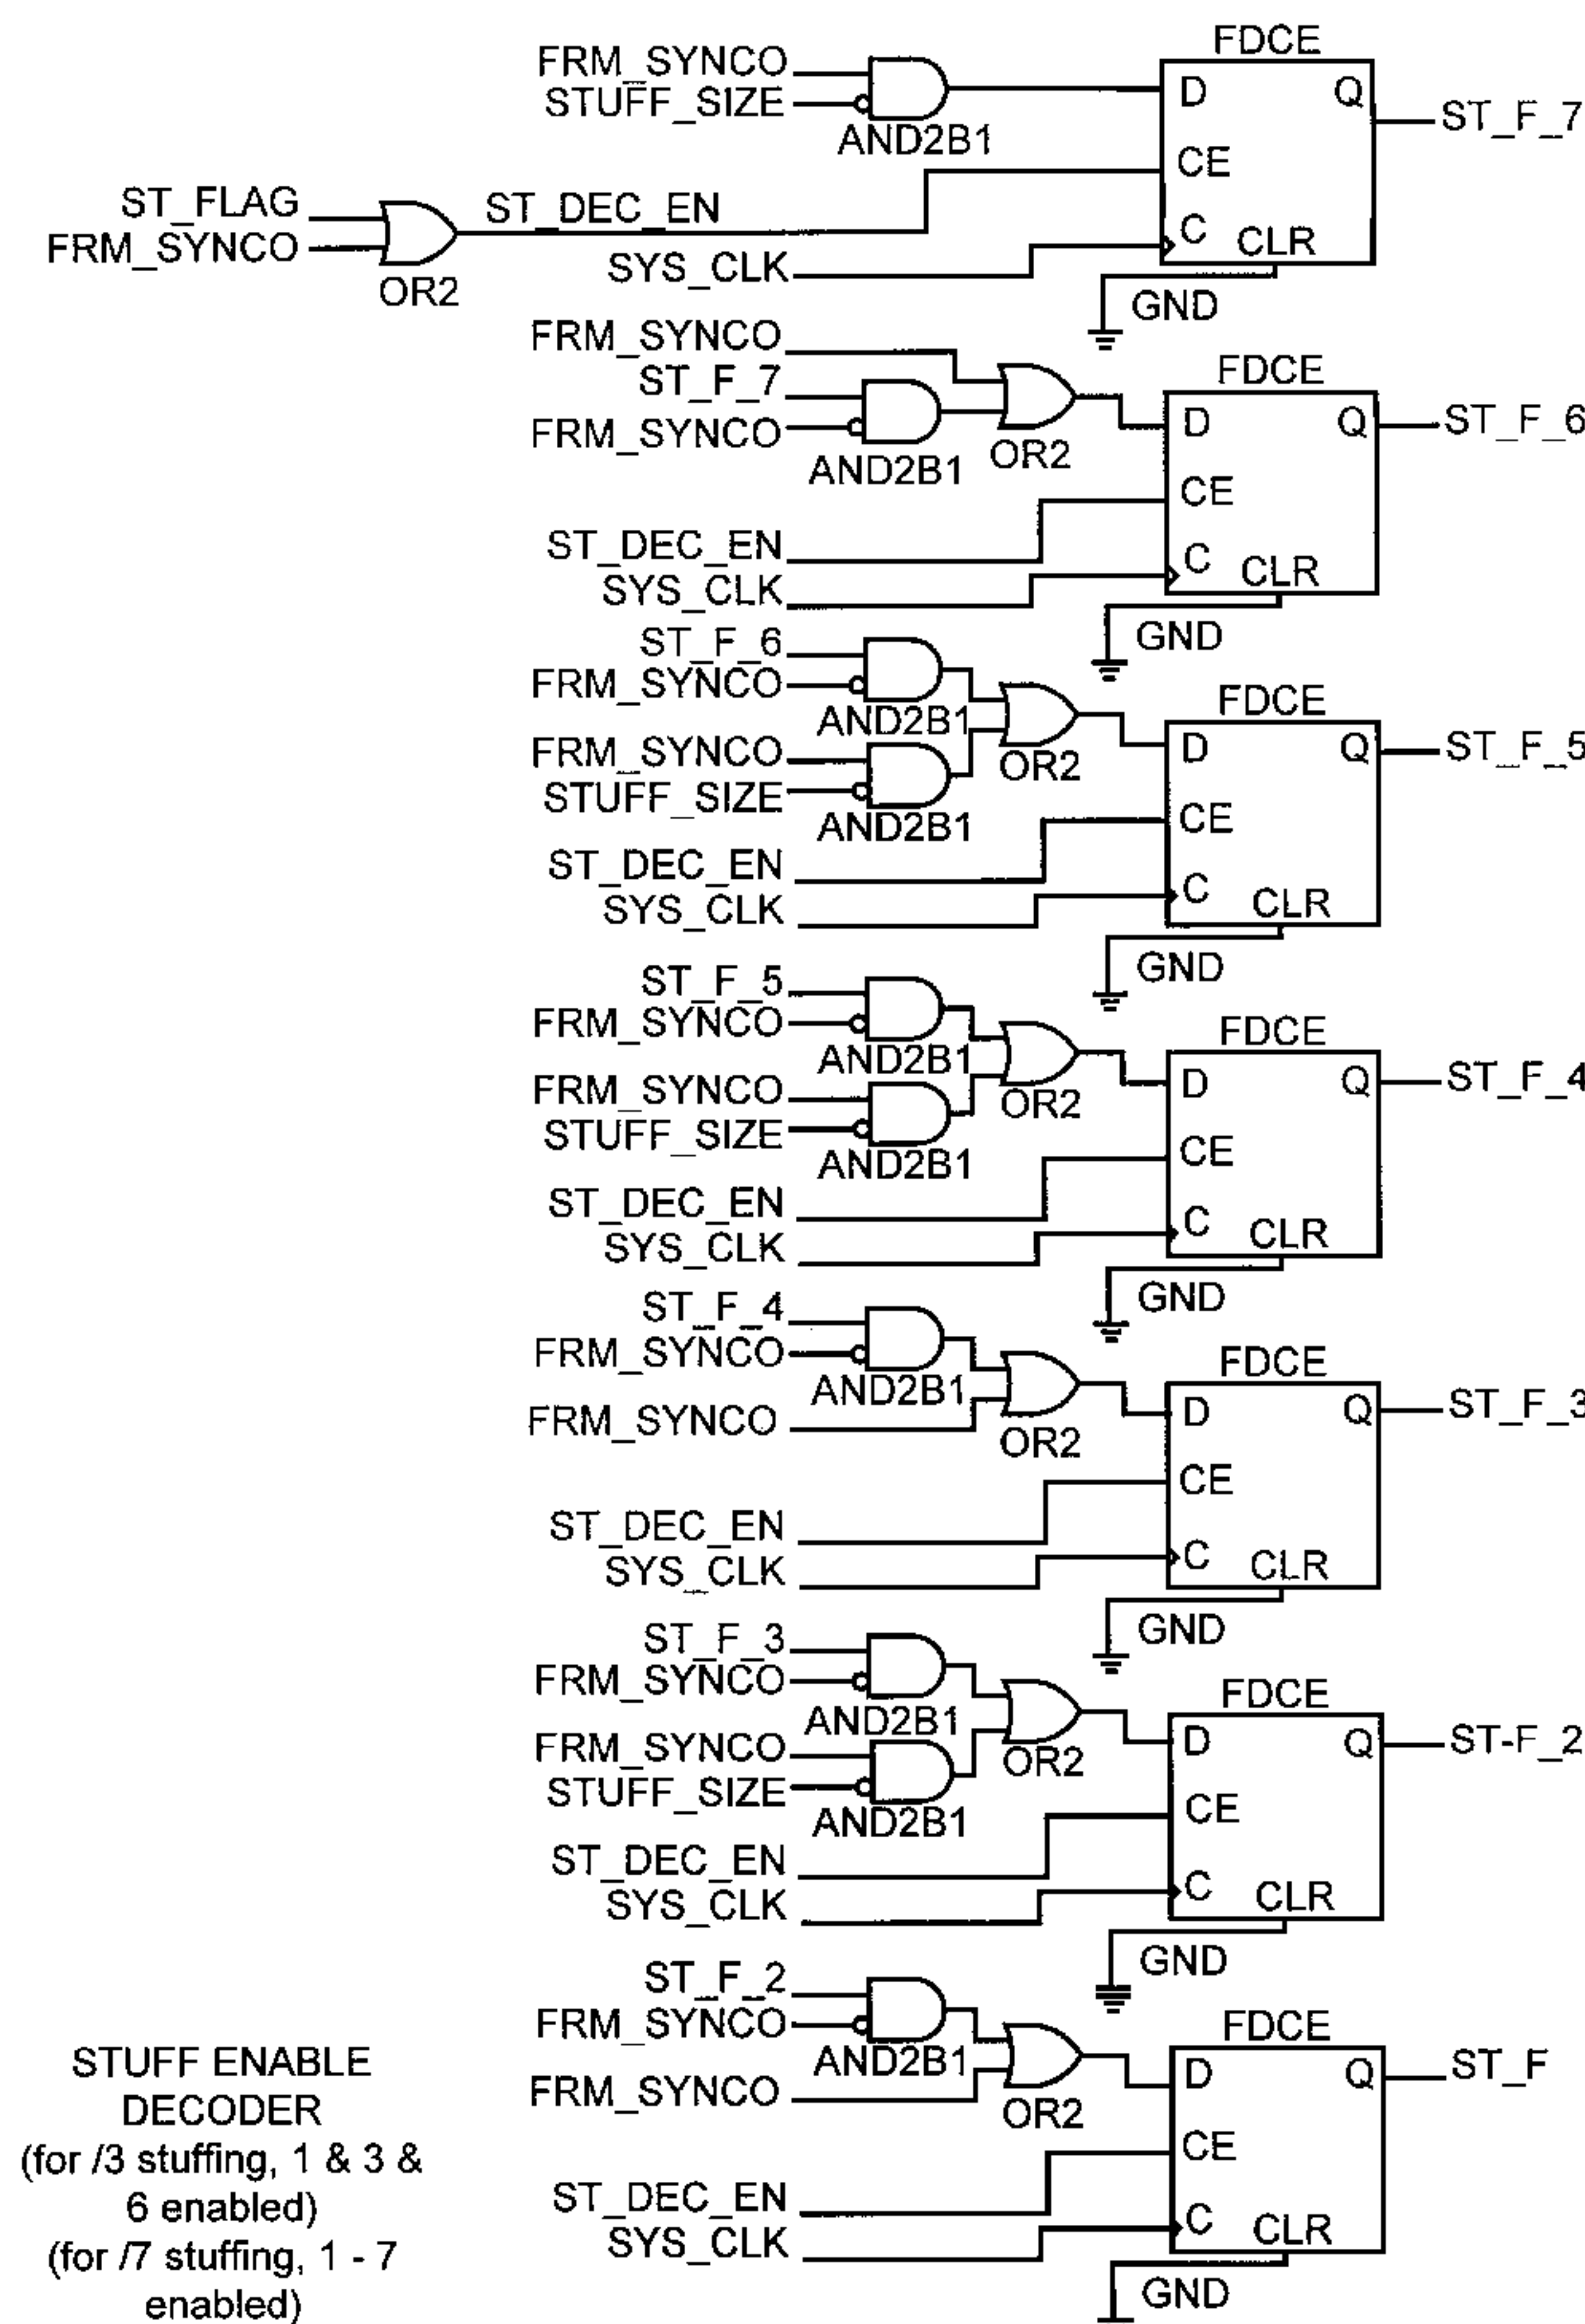 FDCE
FRM_SYNCO
STUFF_SIZE
AND2B1
D
Q
ST_F_7
CE
ST_FLAG
FRM_SYNCO
OR2
ST_DEC_EN
SYS_CLK
C
CLR
GND
FRM_SYNCO
ST_F_7
FRM_SYNCO
AND2B1
OR2
FDCE
D
Q
ST_F_6
CE
ST_DEC_EN
SYS_CLK
C
CLR
GND
ST_F_6
FRM_SYNCO
AND2B1
FRM_SYNCO
STUFF_SIZE
AND2B1
OR2
FDCE
D
Q
ST_F_5
CE
ST_DEC_EN
SYS_CLK
C
CLR
GND
ST_F_5
FRM_SYNCO
AND2B1
FRM_SYNCO
STUFF_SIZE
AND2B1
OR2
FDCE
D
Q
ST_F_4
CE
ST_DEC_EN
SYS_CLK
C
CLR
GND
ST_F_4
FRM_SYNCO
AND2B1
FRM_SYNCO
OR2
FDCE
D
Q
ST_F_3
CE
ST_DEC_EN
SYS_CLK
C
CLR
GND
ST_F_3
FRM_SYNCO
AND2B1
FRM_SYNCO
STUFF_SIZE
AND2B1
OR2
FDCE
D
Q
ST-F_2
CE
ST_DEC_EN
SYS_CLK
C
CLR
GND
ST_F_2
FRM_SYNCO
AND2B1
FRM_SYNCO
OR2
FDCE
D
Q
ST_F
CE
ST_DEC_EN
SYS_CLK
C
CLR
GND
STUFF ENABLE
DECODER
(for /3 stuffing, 1 & 3 &
6 enabled)
(for /7 stuffing, 1 - 7
enabled)